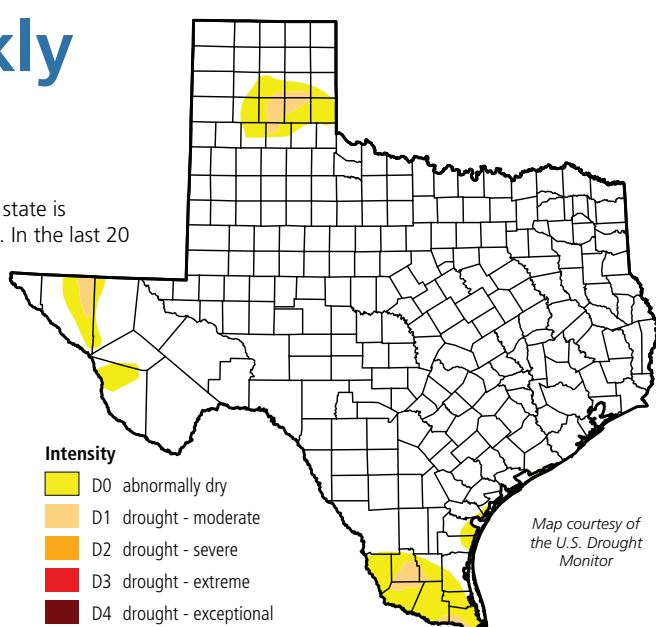 kly
state is
. In the last 20
Intensity
D0 abnormally dry
D1 drought - moderate
D2 drought - severe
D3 drought - extreme
D4 drought - exceptional
Map courtesy of
the U.S. Drought
Monitor